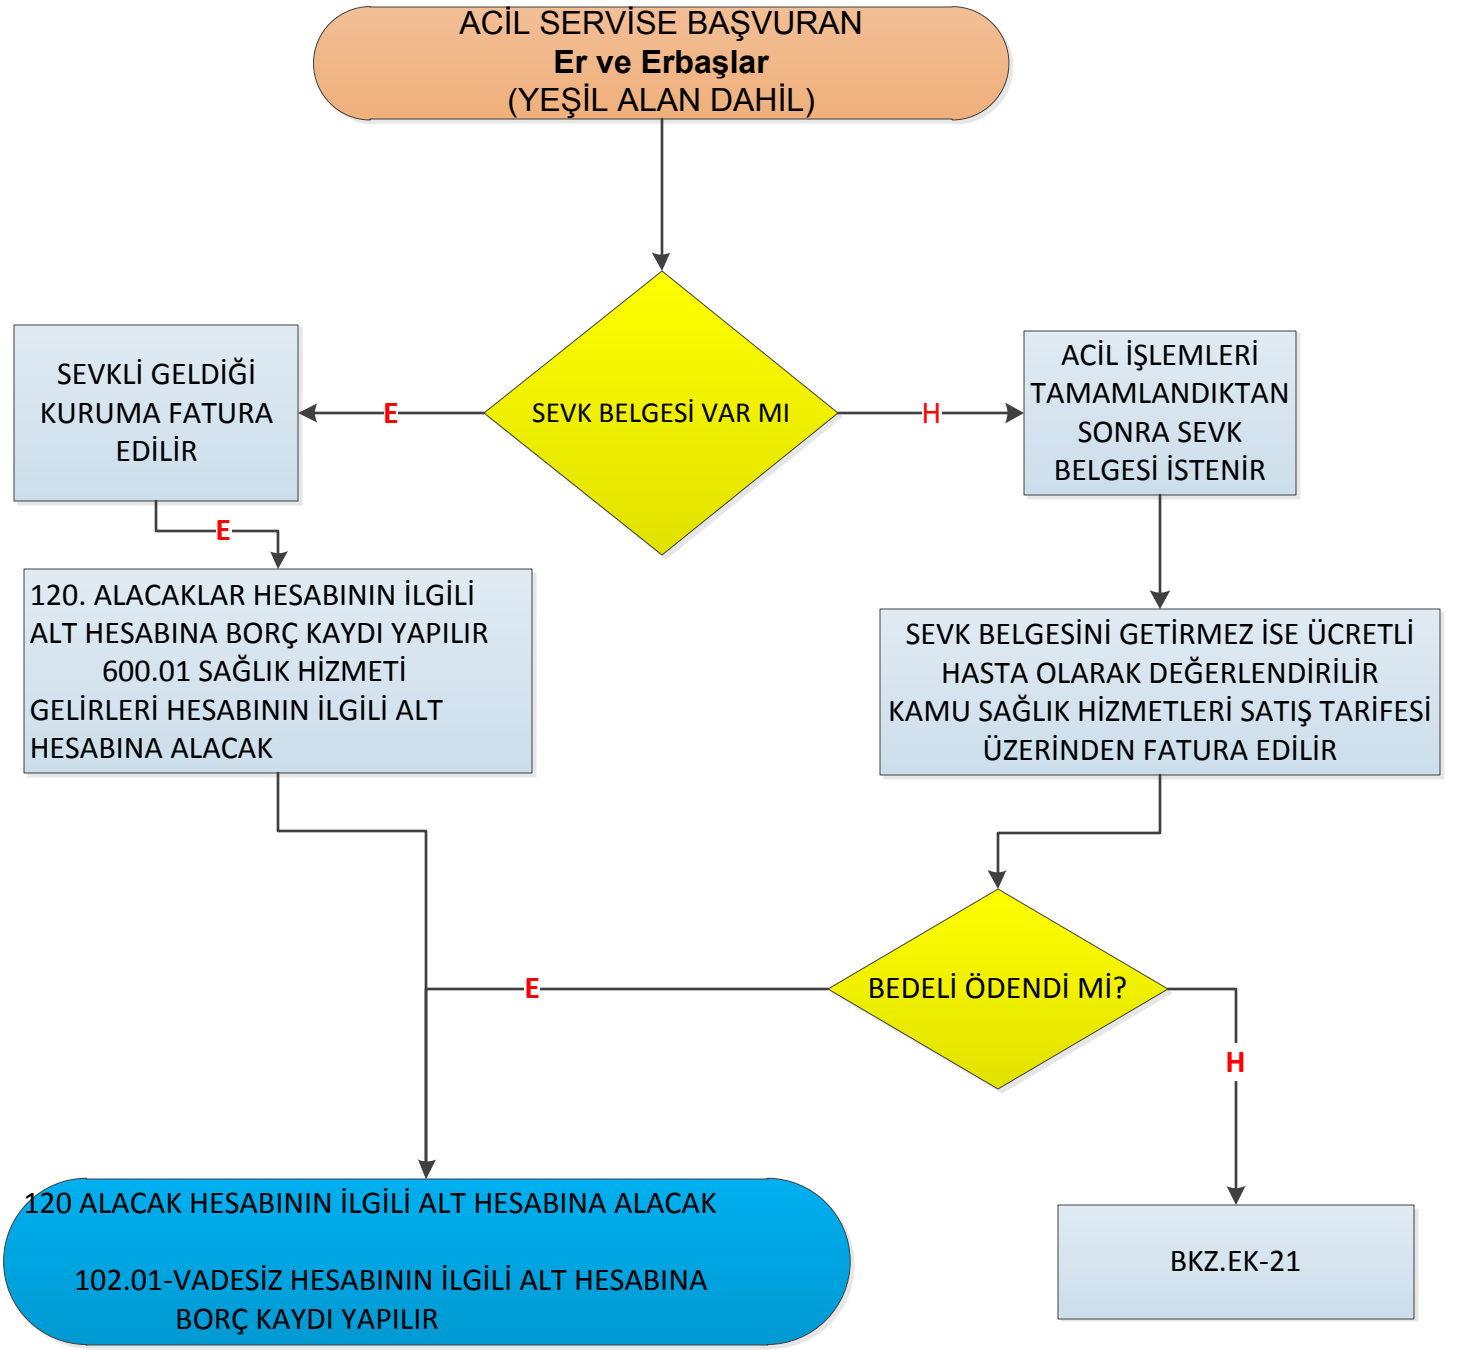 ACİL SERVİSE BAŞVURAN
Er ve Erbaşlar
(YEŞİL ALAN DAHİL)
SEVK BELGESİ VAR MI
E
H
SEVKLİ GELDİĞİ
KURUMA FATURA
EDİLİR
ACİL İŞLEMLERİ
TAMAMLANDIKTAN
SONRA SEVK
BELGESİ İSTENİR
E
120. ALACAKLAR HESABININ İLGİLİ
ALT HESABINA BORÇ KAYDI YAPILIR
600.01 SAĞLIK HİZMETİ
GELİRLERİ HESABININ İLGİLİ ALT
HESABINA ALACAK
SEVK BELGESİNİ GETİRMEZ İSE ÜCRETLİ
HASTA OLARAK DEĞERLENDİRİLİR
KAMU SAĞLIK HİZMETLERİ SATIŞ TARİFESİ
ÜZERİNDEN FATURA EDİLİR
BEDELİ ÖDENDİ Mİ?
E
H
120 ALACAK HESABININ İLGİLİ ALT HESABINA ALACAK
102.01-VADESİZ HESABININ İLGİLİ ALT HESABINA
BORÇ KAYDI YAPILIR
BKZ.EK-21